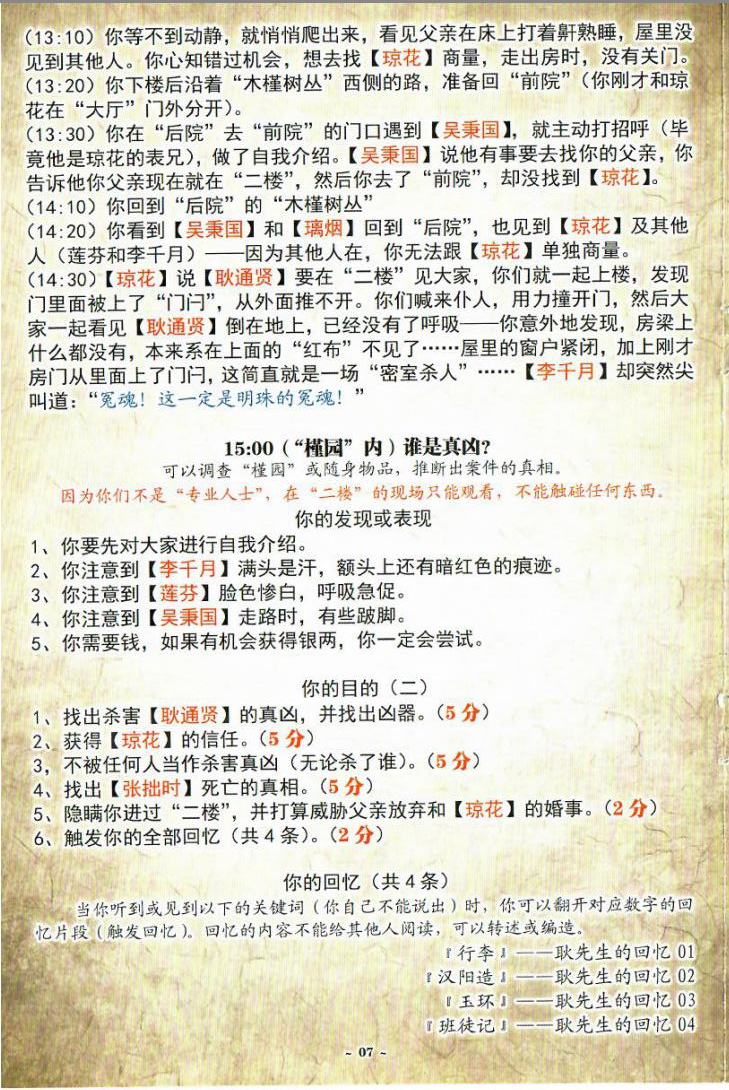 (13:10)你等不到动静，就悄悄爬出来，看见父亲在床上打着鼾熟睡，屋里没
见到其他人。你心知错过机会，想去找【琼花】商量，走出房时，没有关门。
(13:20)你下楼后沿着“木槿树丛”西侧的路，准备回“前院”（你刚才和琼
花在“大厅”门外分开）。
(13:30)你在“后院”去“前院”的门口遇到【吴秉国】，就主动打招呼（毕
竟他是琼花的表兄），做了自我介绍。【吴秉国】说他有事要去找你的父亲，你
告诉他你父亲现在就在“二楼”，然后你去了“前院”，却没找到【琼花】。
(14:10)你回到“后院”的“木槿树丛”
(14:20)你看到【吴秉国】和【璃烟】回到“后院”，也见到【琼花】及其他
人（莲芬和李千月）——因为其他人在，你无法跟【琼花】单独商量。
(14:30)【琼花】说【耿通贤】要在“二楼”见大家，你们就一起上楼，发现
门里面被上了“门闩”，从外面推不开。你们喊来仆人，用力撞开门，然后大
家一起看见【耿通贤】倒在地上，已经没有了呼吸——你意外地发现，房梁上
什么都没有，本来系在上面的“红布”不见了……屋里的窗户紧闭，加上刚才
房门从里面上了门闩，这简直就是一场“密室杀人”……【李千月】却突然尖
叫道：“冤魂！这一定是明珠的冤魂！”
15:00（“槿园”内）谁是真凶？
可以调查“槿园”或随身物品，推断出案件的真相。
因为你们不是“专业人士”，在“二楼”的现场只能观看，不能触碰任何东西。
你的发现或表现
1、你要先对大家进行自我介绍。
2、你注意到【李千月】满头是汗，额头上还有暗红色的痕迹。
3、你注意到【莲芬】脸色惨白，呼吸急促。
4、你注意到【吴秉国】走路时，有些跛脚。
5、你需要钱，如果有机会获得银两，你一定会尝试。
你的目的（二）
1、找出杀害【耿通贤】的真凶，并找出凶器。（5 分）
2、获得【琼花】的信任。（5 分）
3，不被任何人当作杀害真凶（无论杀了谁）。（5 分）
4、找出【张拙时】死亡的真相。（5 分）
5、隐瞒你进过“二楼”，并打算威胁父亲放弃和【琼花】的婚事。（2 分）
6、触发你的全部回忆（共 4 条）。（2 分）
你的回忆（共 4 条）
当你听到或见到以下的关键词（你自己不能说出）时，你可以翻开对应数字的回
忆片段（触发回忆）。回忆的内容不能给其他人阅读，可以转述或编造。
『行李』——耿先生的回忆 01
『汉阳造』——耿先生的回忆 02
『玉环』——耿先生的回忆 03
『班徒记』——耿先生的回忆 04
~ 07 ~